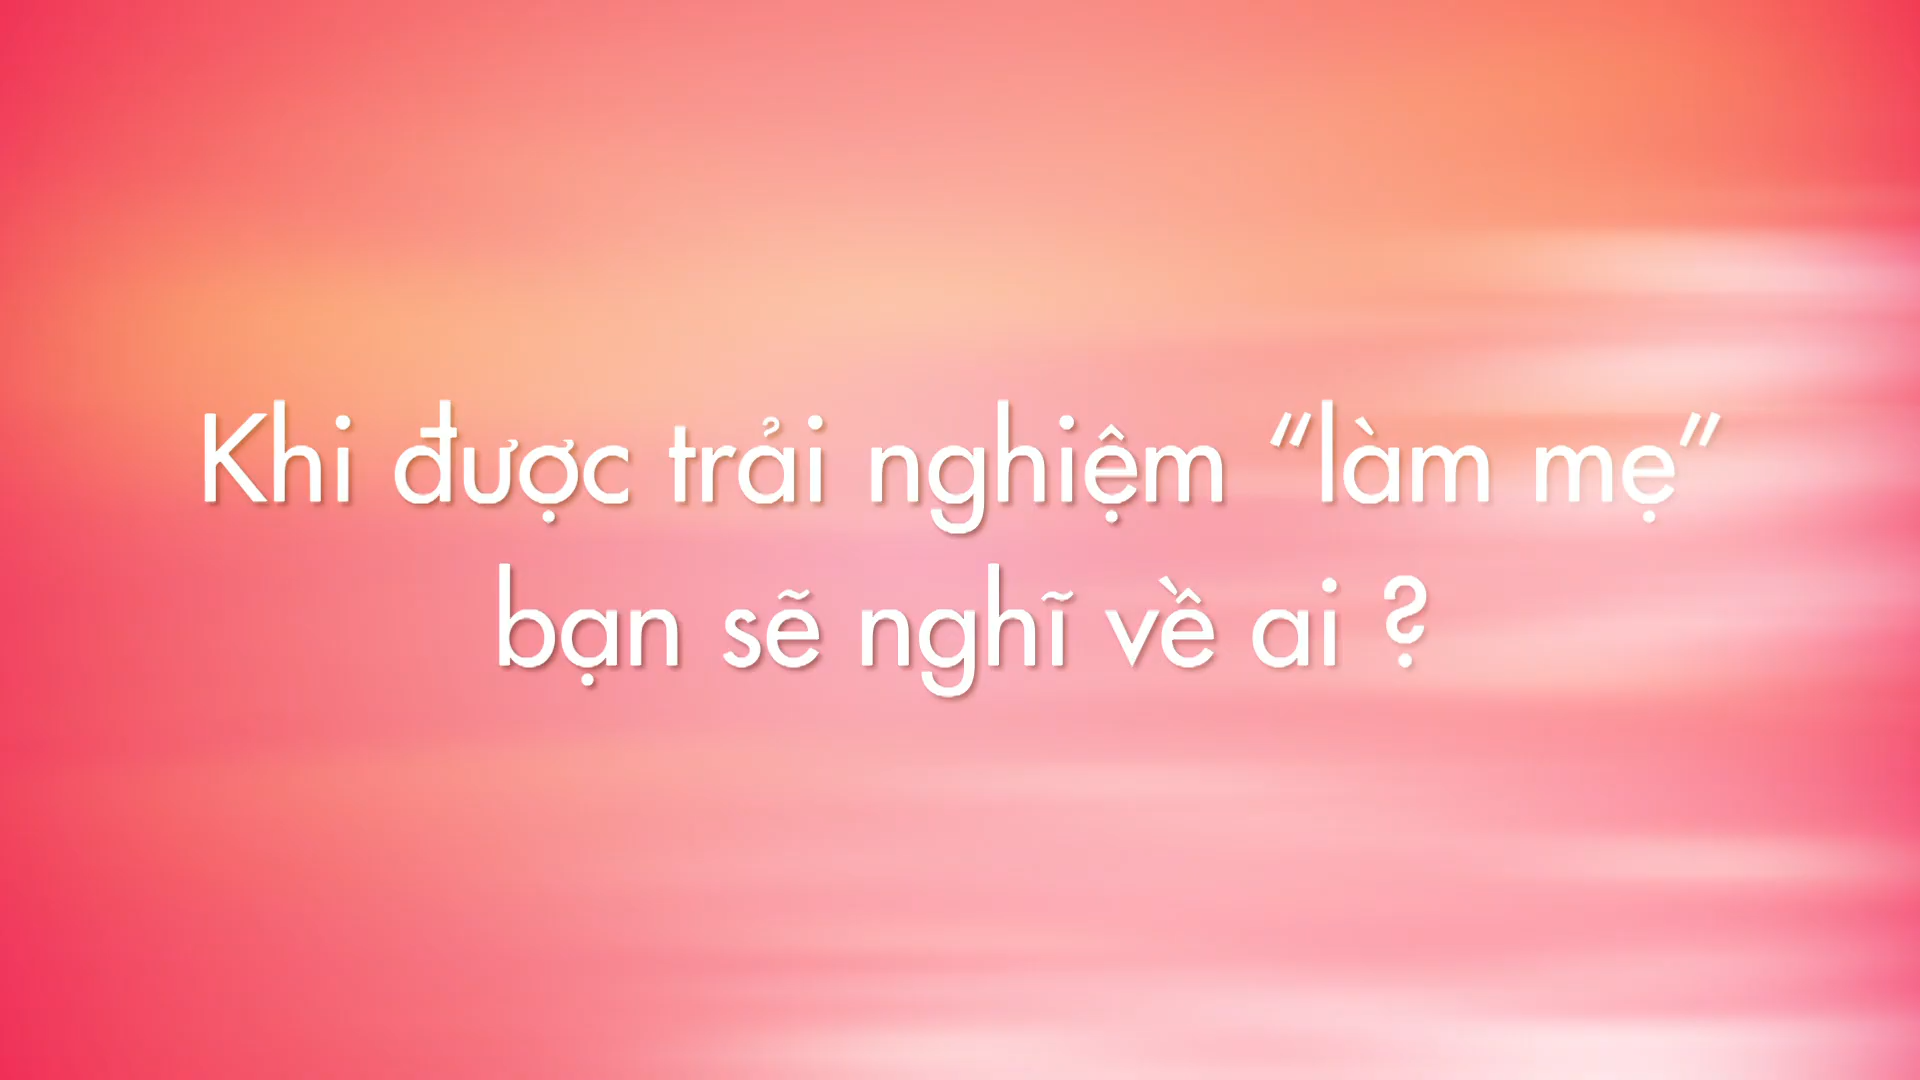 Khi được trải nghiệm “làm mẹ”
bạn sẽ nghĩ về ai ?